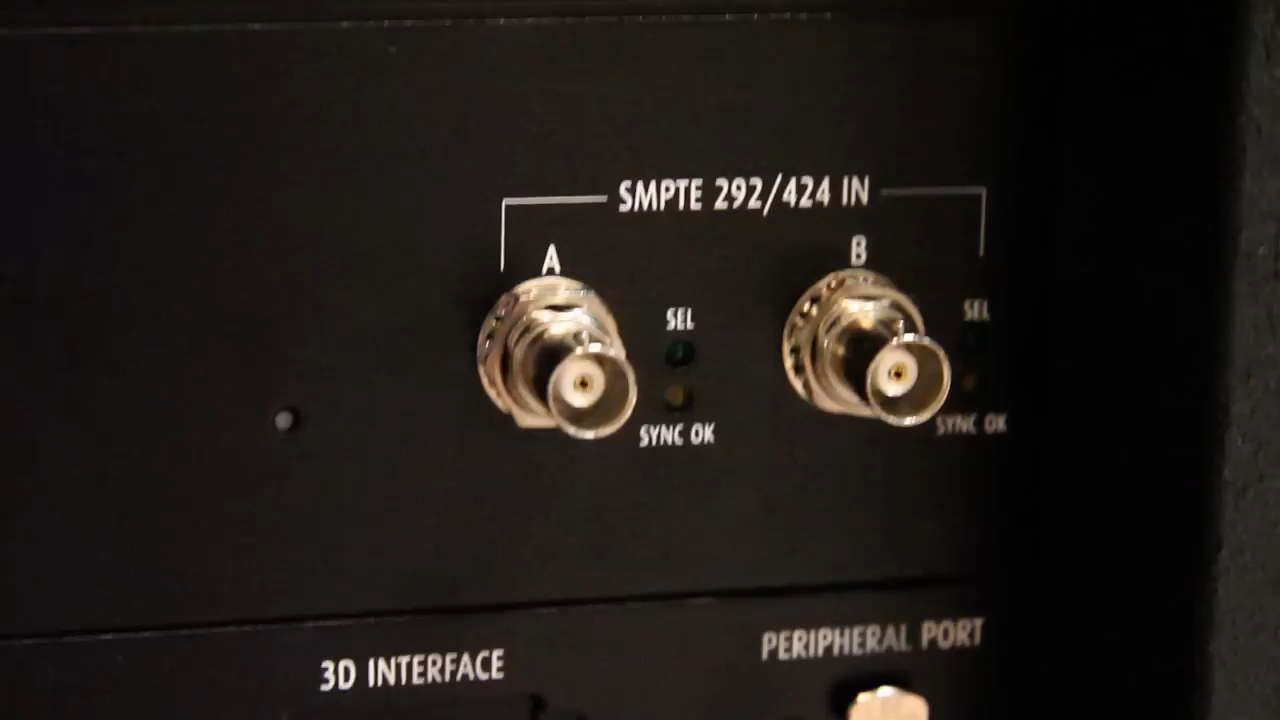 SMPTE 292/424 IN
A
B
SEL
SEL
SYNC OK
SYNC OK
3D INTERFACE
PERIPHERAL PORT